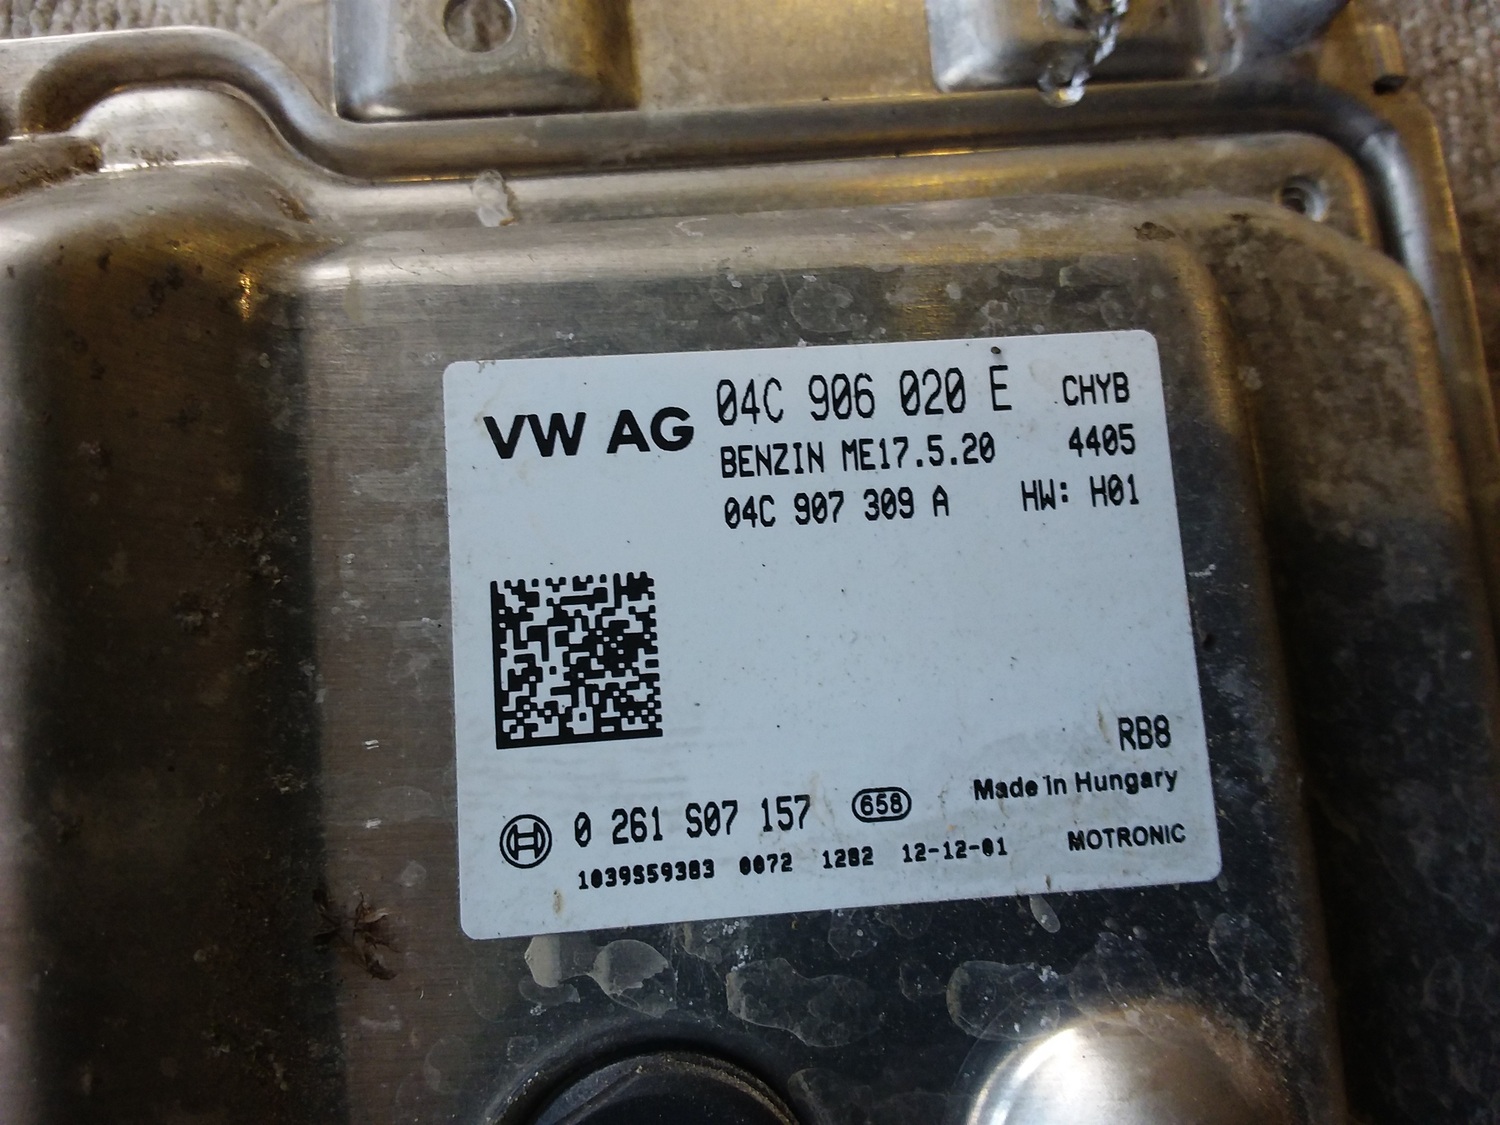 VW AG
04C 906 020 E CHYB
BENZIN ME17.5.20 4405
04C 907 309 A HW: H01
RB8
Made in Hungary
0 261 S07 157 658
1039S59383 0072 1282 12-12-01
MOTRONIC